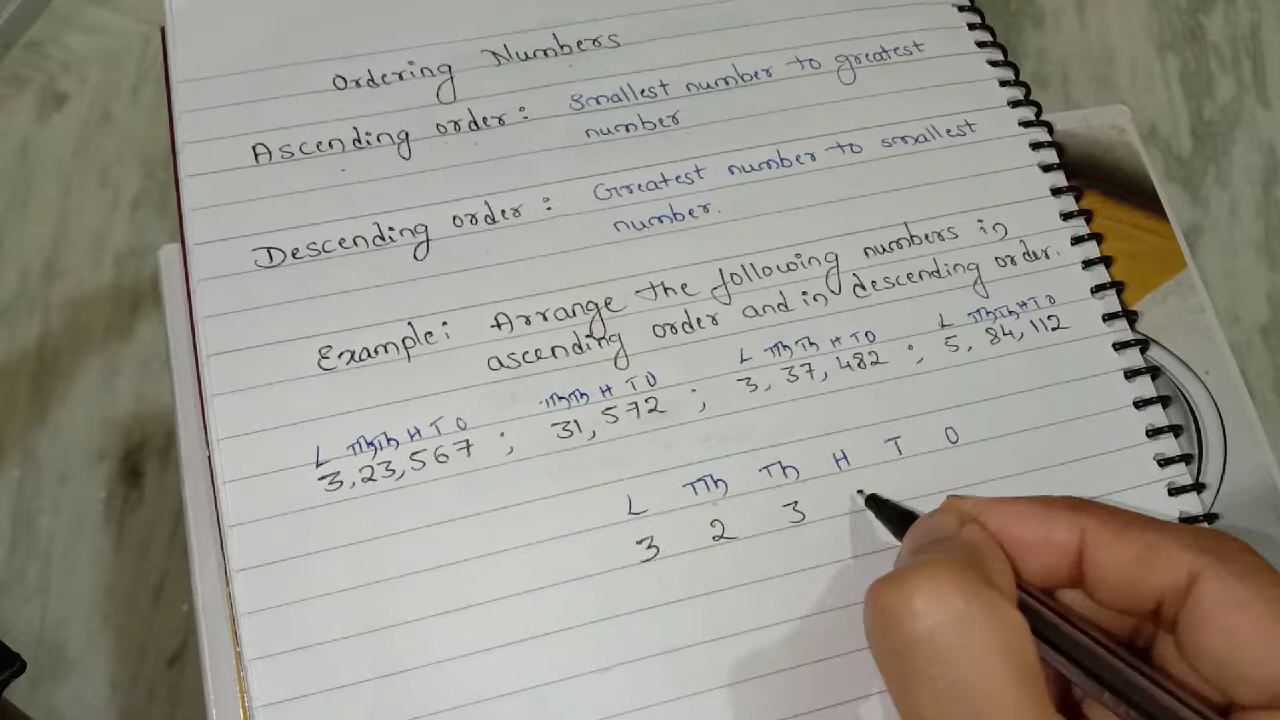 Ordering Numbers
Ascending order: Smallest number to greatest
number
Descending order: Greatest number to smallest
number.
Example: Arrange the following numbers in
ascending order and in descending order.
L TTh Th H T O TTh Th H T O L TTh Th H T O L TTh Th H T O
3,23,567 ; 31,572 ; 3,37,482 ; 5,84,112
L TTh Th H T O
3 2 3